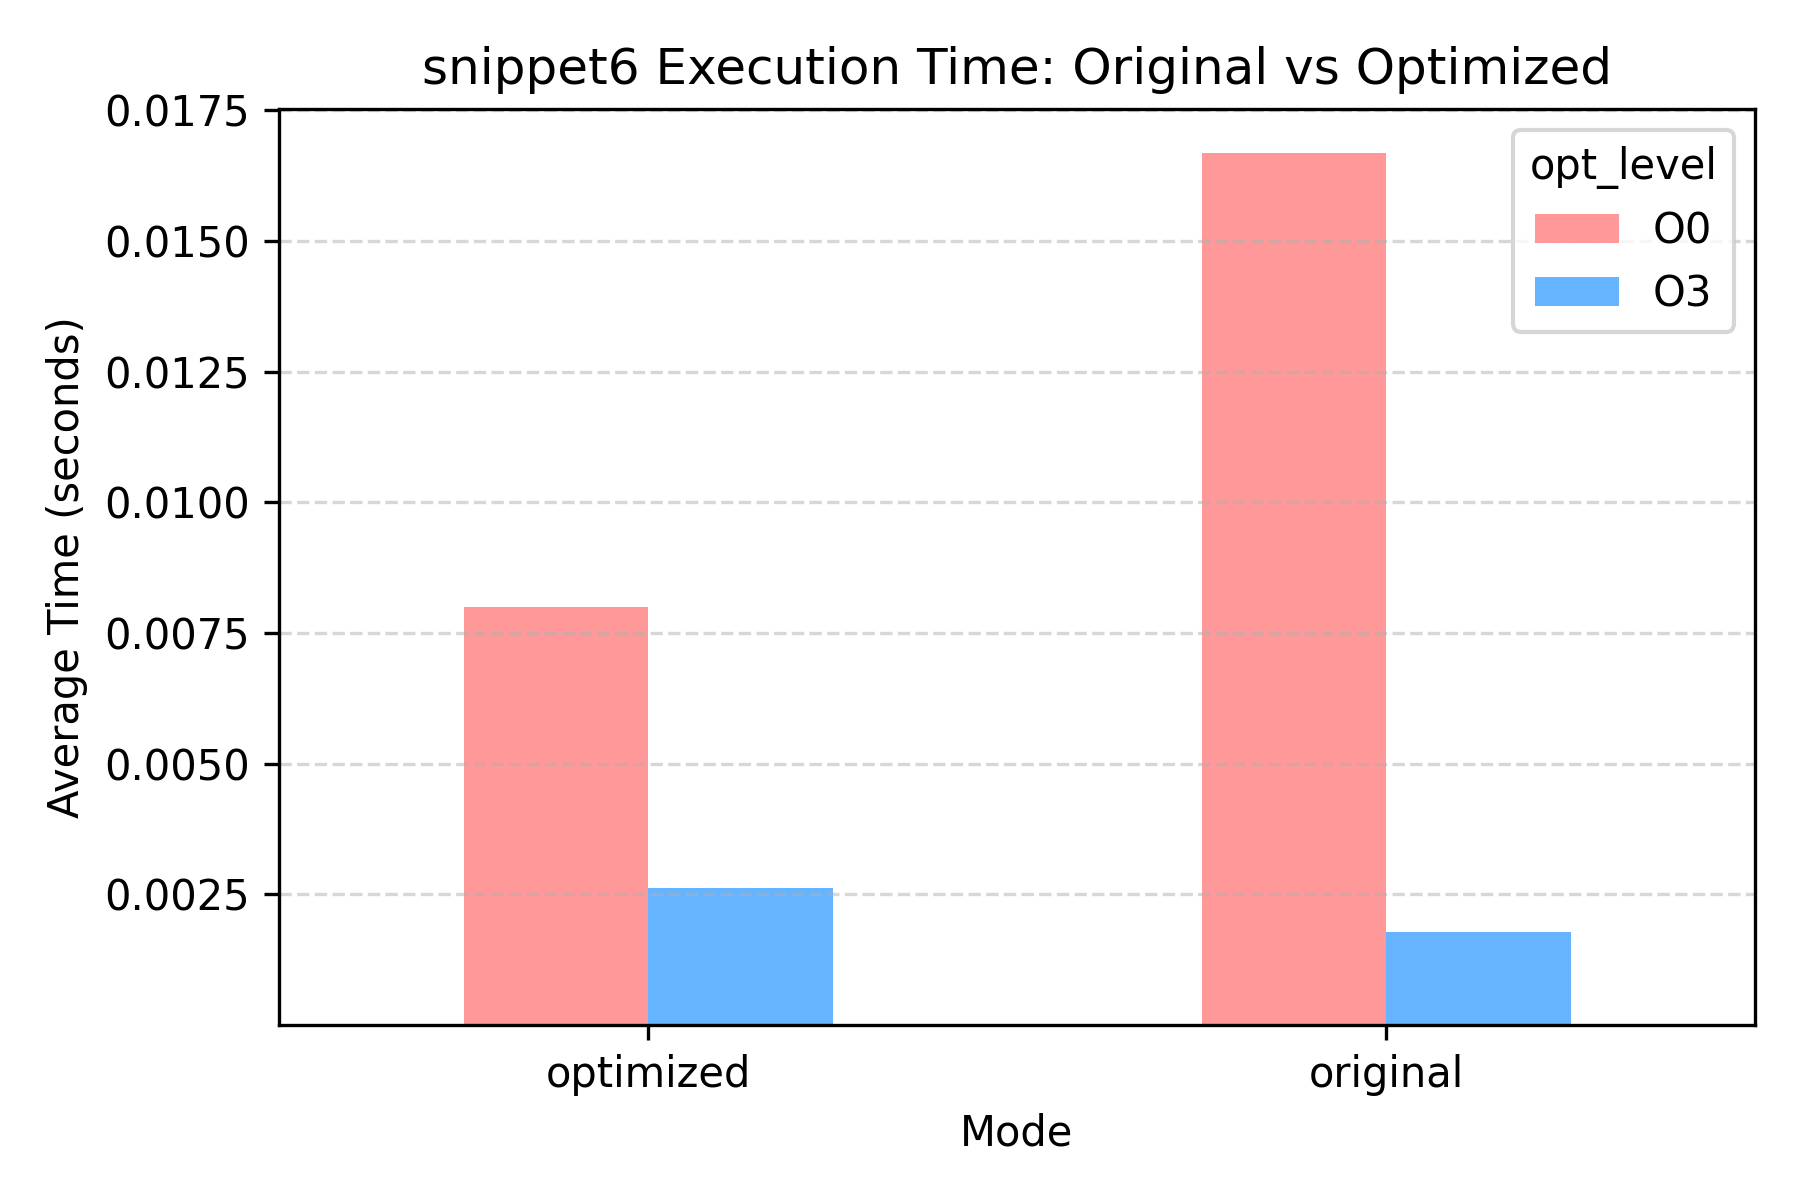 snippet6 Execution Time: Original vs Optimized
0.0175
0.0150
0.0125
0.0100
0.0075
0.0050
0.0025
Average Time (seconds)
opt_level
O0
O3
optimized
original
Mode